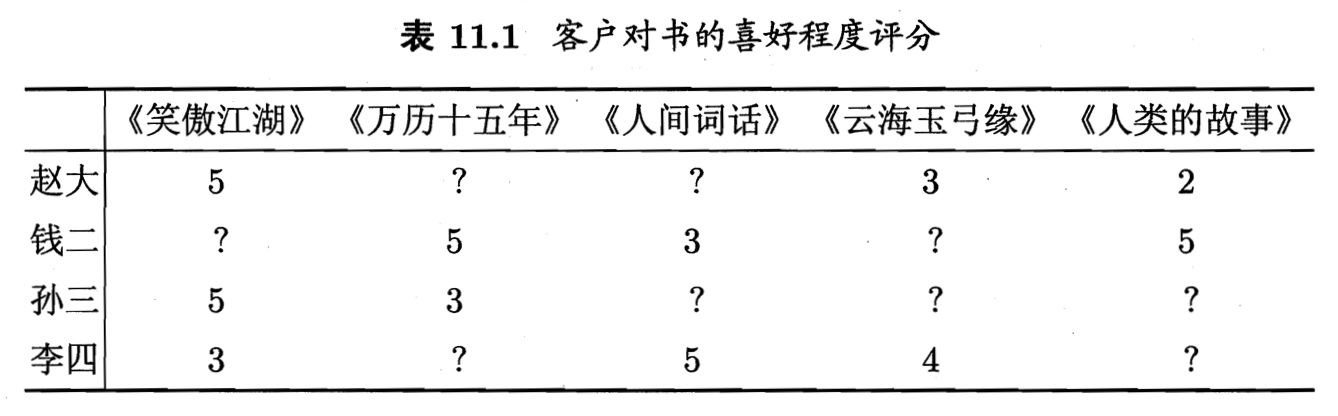 表 11.1 客户对书的喜好程度评分
《笑傲江湖》 《万历十五年》 《人间词话》 《云海玉弓缘》 《人类的故事》
赵大 5 ? ? 3 2
钱二 ? 5 3 ? 5
孙三 5 3 ? ? ?
李四 3 ? 5 4 ?